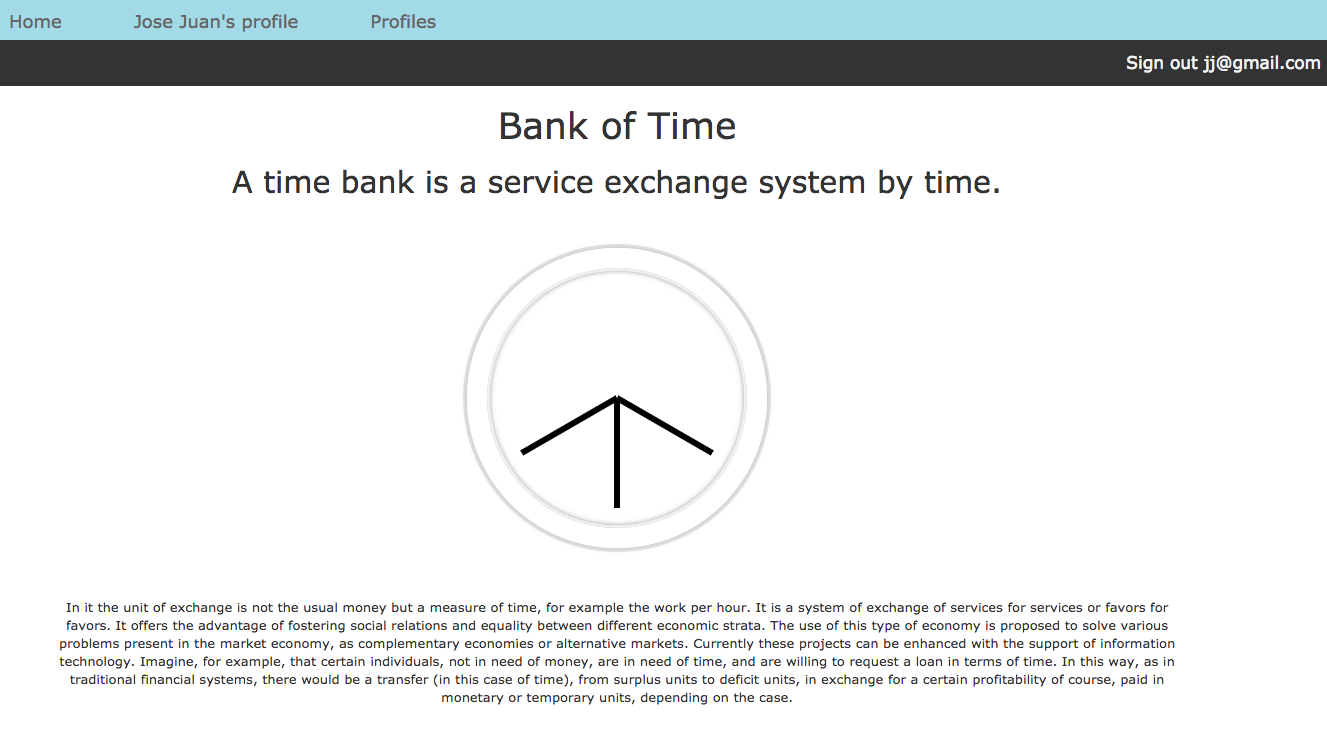 Home Jose Juan's profile Profiles
Sign out jj@gmail.com
Bank of Time
A time bank is a service exchange system by time.
In it the unit of exchange is not the usual money but a measure of time, for example the work per hour. It is a system of exchange of services for services or favors for
favors. It offers the advantage of fostering social relations and equality between different economic strata. The use of this type of economy is proposed to solve various
problems present in the market economy, as complementary economies or alternative markets. Currently these projects can be enhanced with the support of information
technology. Imagine, for example, that certain individuals, not in need of money, are in need of time, and are willing to request a loan in terms of time. In this way, as in
traditional financial systems, there would be a transfer (in this case of time), from surplus units to deficit units, in exchange for a certain profitability of course, paid in
monetary or temporary units, depending on the case.